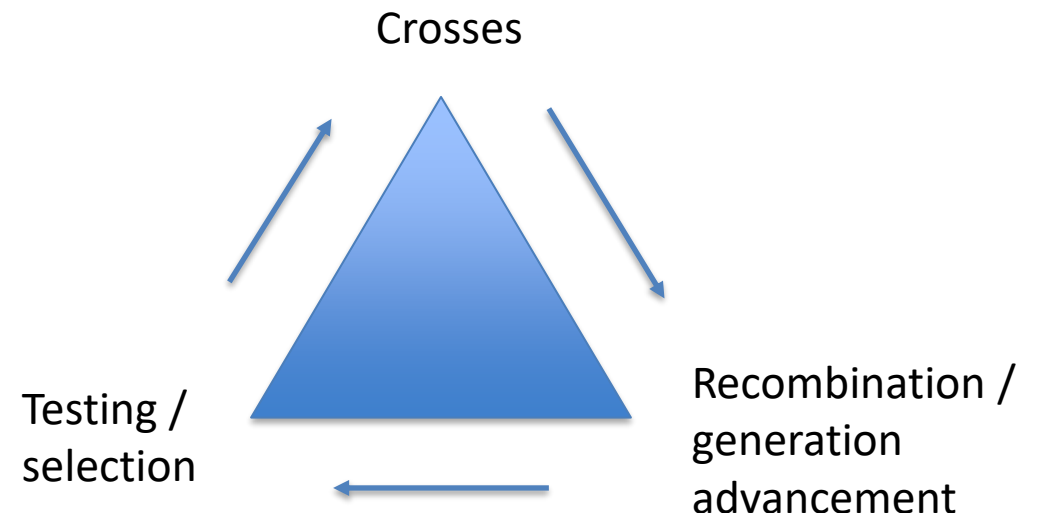 Crosses
Testing /
selection
Recombination /
generation
advancement